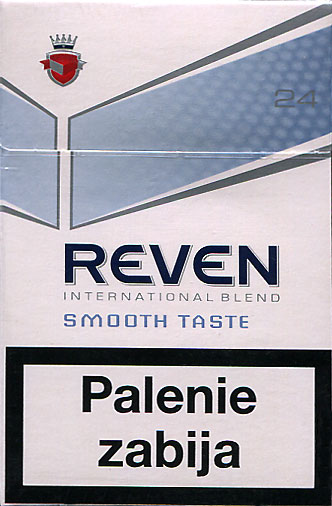 24
REVEN
INTERNATIONAL BLEND
SMOOTH TASTE
Palenie
zabija